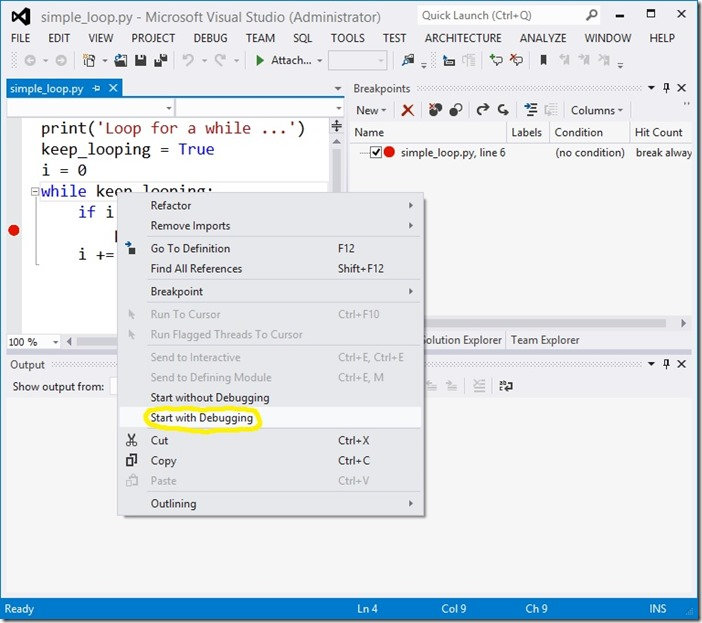 simple_loop.py - Microsoft Visual Studio (Administrator)
Quick Launch (Ctrl+Q)
FILE EDIT VIEW PROJECT DEBUG TEAM SQL TOOLS TEST ARCHITECTURE ANALYZE WINDOW HELP
Attach...
simple_loop.py
print('Loop for a while ...')
keep_looping = True
i = 0
while keep_looping:
if i
i +=
100 %
Breakpoints
New Columns
Name Labels Condition Hit Count
simple_loop.py, line 6 (no condition) break alway
Solution Explorer Team Explorer
Refactor
Remove Imports
Go To Definition F12
Find All References Shift+F12
Breakpoint
Run To Cursor Ctrl+F10
Run Flagged Threads To Cursor
Send to Interactive Ctrl+E, Ctrl+E
Send to Defining Module Ctrl+E, M
Start without Debugging
Start with Debugging
Cut Ctrl+X
Copy Ctrl+C
Paste Ctrl+V
Outlining
Output
Show output from:
Ready Ln 4 Col 9 Ch 9 INS